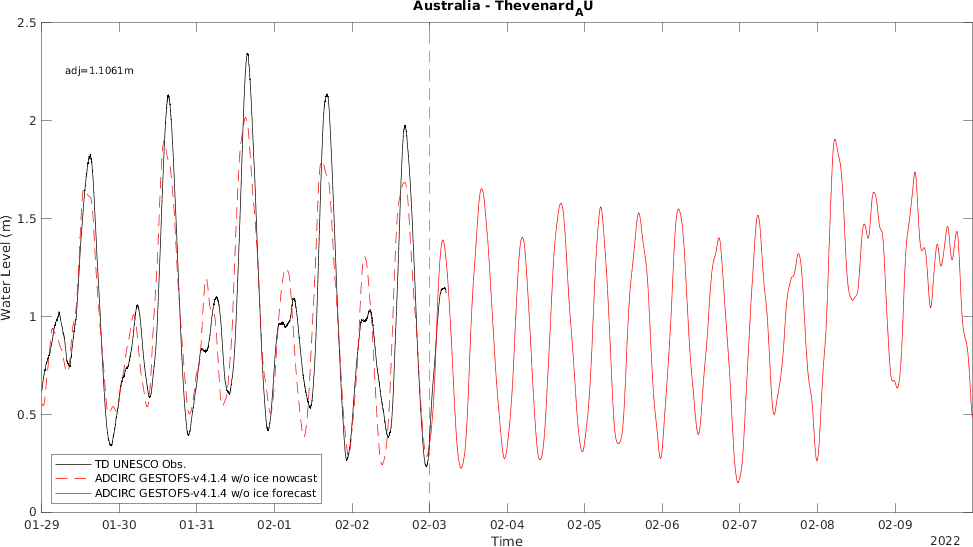 Australia - Thevenard_AU
2.5
adj=1.1061m
2
1.5
Water Level (m)
1
0.5
TD UNESCO Obs.
ADCIRC GESTOFS-v4.1.4 w/o ice nowcast
ADCIRC GESTOFS-v4.1.4 w/o ice forecast
0
01-29 01-30 01-31 02-01 02-02 02-03 02-04 02-05 02-06 02-07 02-08 02-09
Time
2022